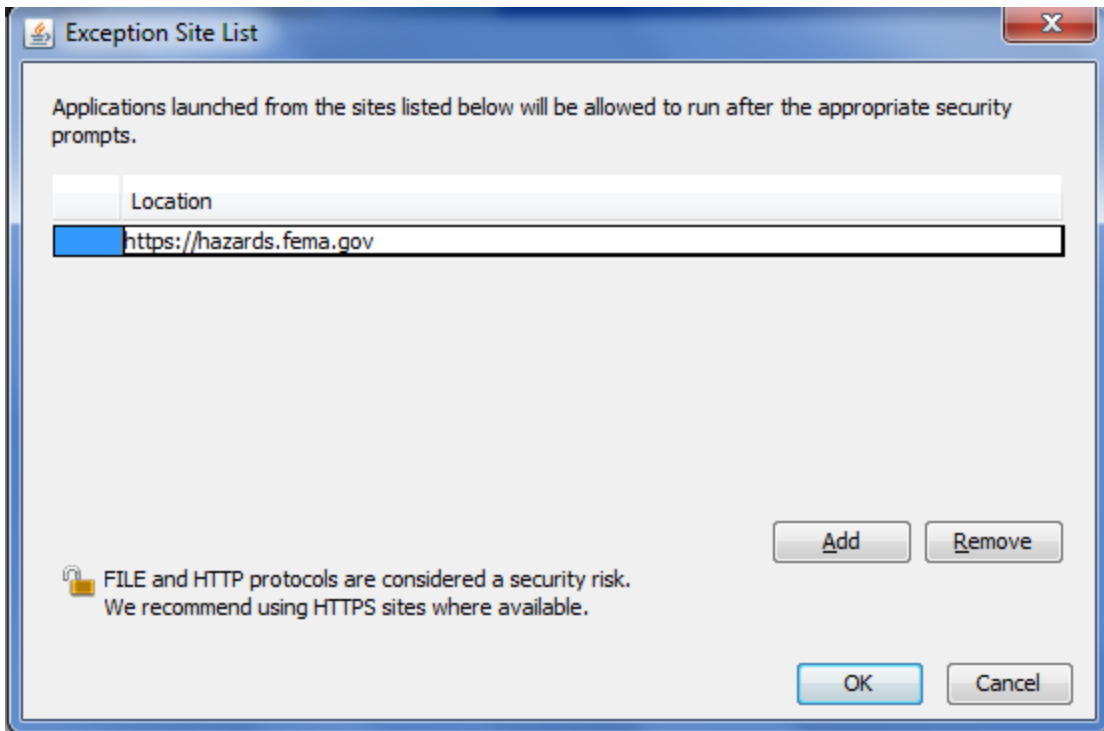 Exception Site List
Applications launched from the sites listed below will be allowed to run after the appropriate security
prompts.
Location
https://hazards.fema.gov
Add Remove
FILE and HTTP protocols are considered a security risk.
We recommend using HTTPS sites where available.
OK Cancel